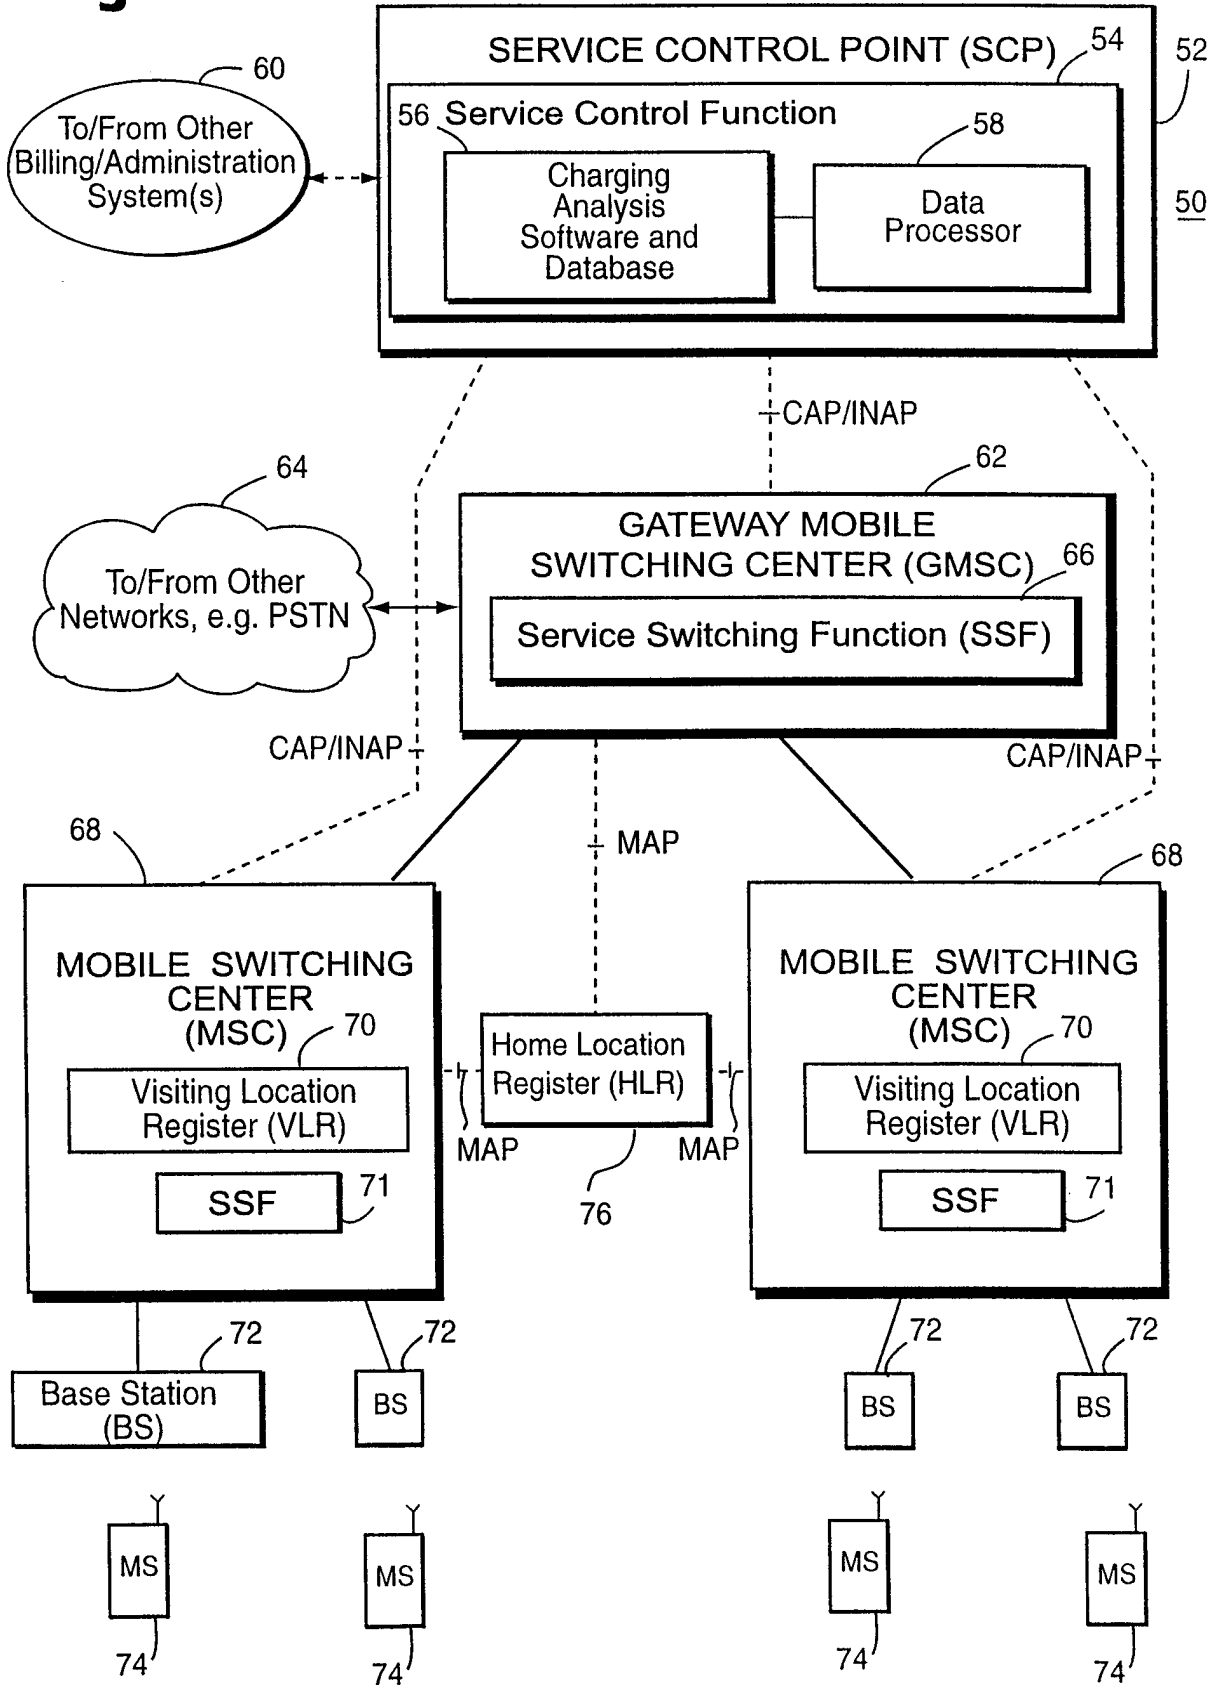 SERVICE CONTROL POINT (SCP)
54
52
60
56
Service Control Function
58
To/From Other
Billing/Administration
System(s)
Charging
Analysis
Software and
Database
Data
Processor
50
CAP/INAP
64
62
GATEWAY MOBILE
SWITCHING CENTER (GMSC)
66
To/From Other
Networks, e.g. PSTN
Service Switching Function (SSF)
CAP/INAP
CAP/INAP
68
MAP
68
MOBILE SWITCHING
CENTER
(MSC)
70
Visiting Location
Register (VLR)
SSF
71
Home Location
Register (HLR)
MAP
MAP
76
MOBILE SWITCHING
CENTER
(MSC)
70
Visiting Location
Register (VLR)
SSF
71
72
72
72
72
Base Station
(BS)
BS
BS
BS
MS
MS
MS
MS
74
74
74
74